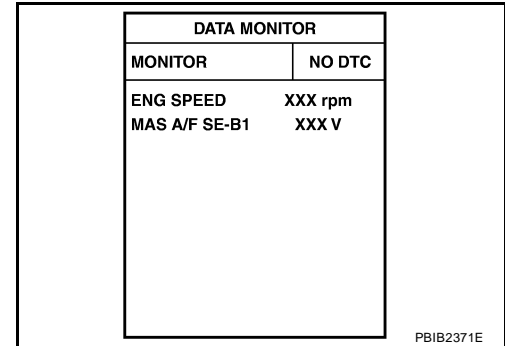 DATA MONITOR
MONITOR NO DTC
ENG SPEED XXX rpm
MAS A/F SE-B1 XXX V
PBIB2371E